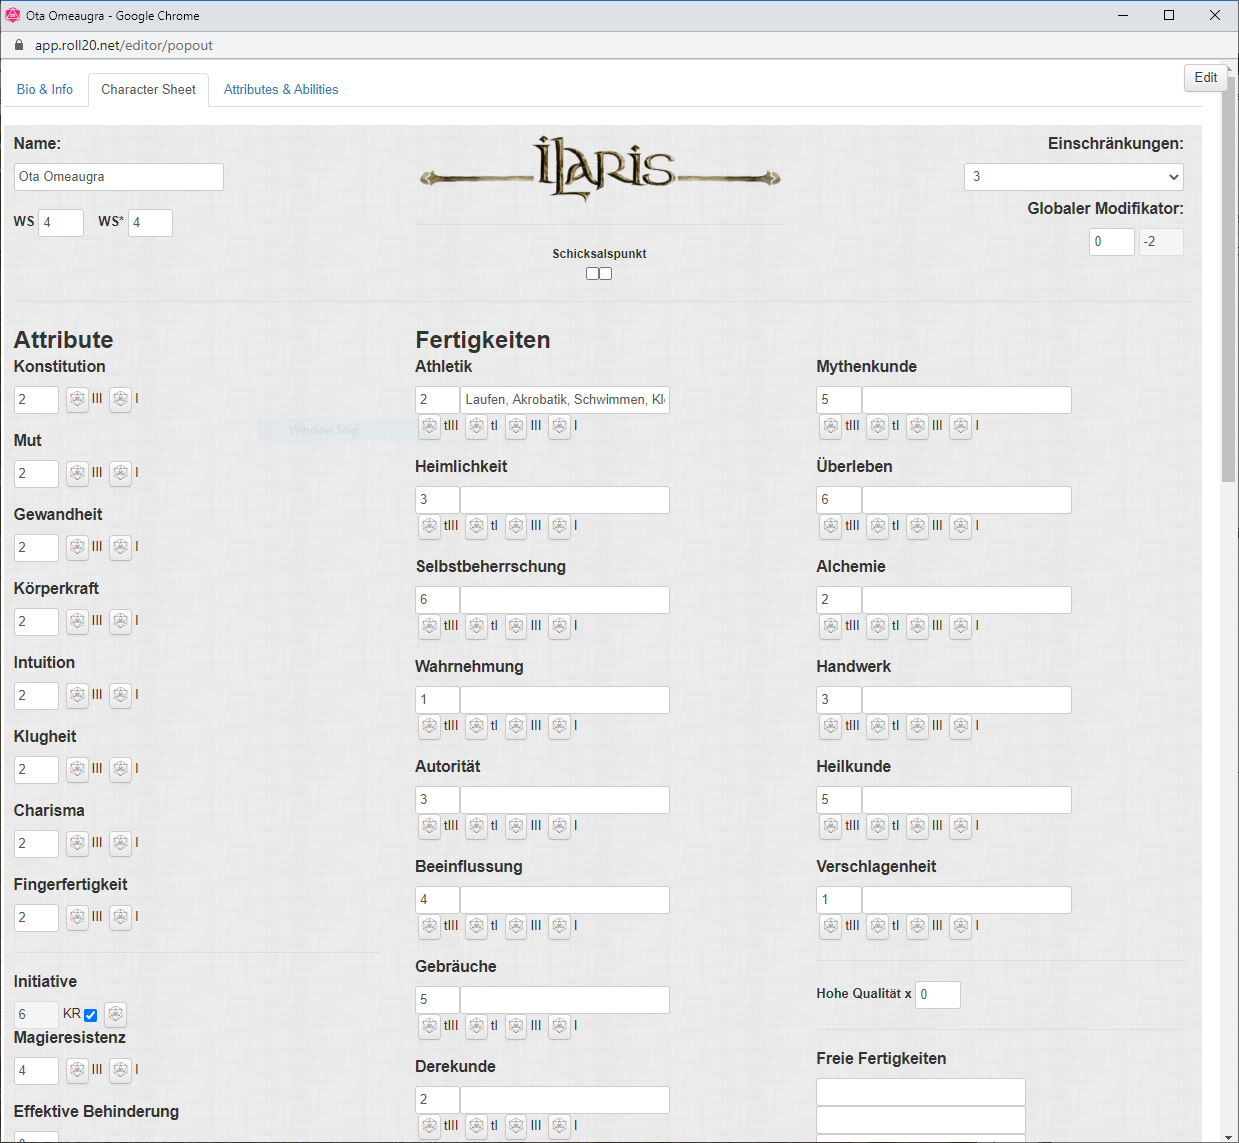 Ota Omeaugra - Google Chrome
app.roll20.net/editor/popout
Bio & Info Character Sheet Attributes & Abilities Edit
Name: ilaris Einschränkungen:
Ota Omeaugra 3
Globaler Modifikator:
WS 4 WS* 4
0 -2
Schicksalspunkt
Attribute
Konstitution
2 III I
Mut
2 III I
Gewandheit
2 III I
Körperkraft
2 III I
Intuition
2 III I
Klugheit
2 III I
Charisma
2 III I
Fingerfertigkeit
2 III I
Initiative
6 KR
Magieresistenz
4 III I
Effektive Behinderung
Window Snip
Fertigkeiten
Athletik
2 Laufen, Akrobatik, Schwimmen, Kl
tIII tI III I
Heimlichkeit
3
tIII tI III I
Selbstbeherrschung
6
tIII tI III I
Wahrnehmung
1
tIII tI III I
Autorität
3
tIII tI III I
Beeinflussung
4
tIII tI III I
Gebräuche
5
tIII tI III I
Derekunde
2
tIII tI III I
Mythenkunde
5
tIII tI III I
Überleben
6
tIII tI III I
Alchemie
2
tIII tI III I
Handwerk
3
tIII tI III I
Heilkunde
5
tIII tI III I
Verschlagenheit
1
tIII tI III I
Hohe Qualität x 0
Freie Fertigkeiten